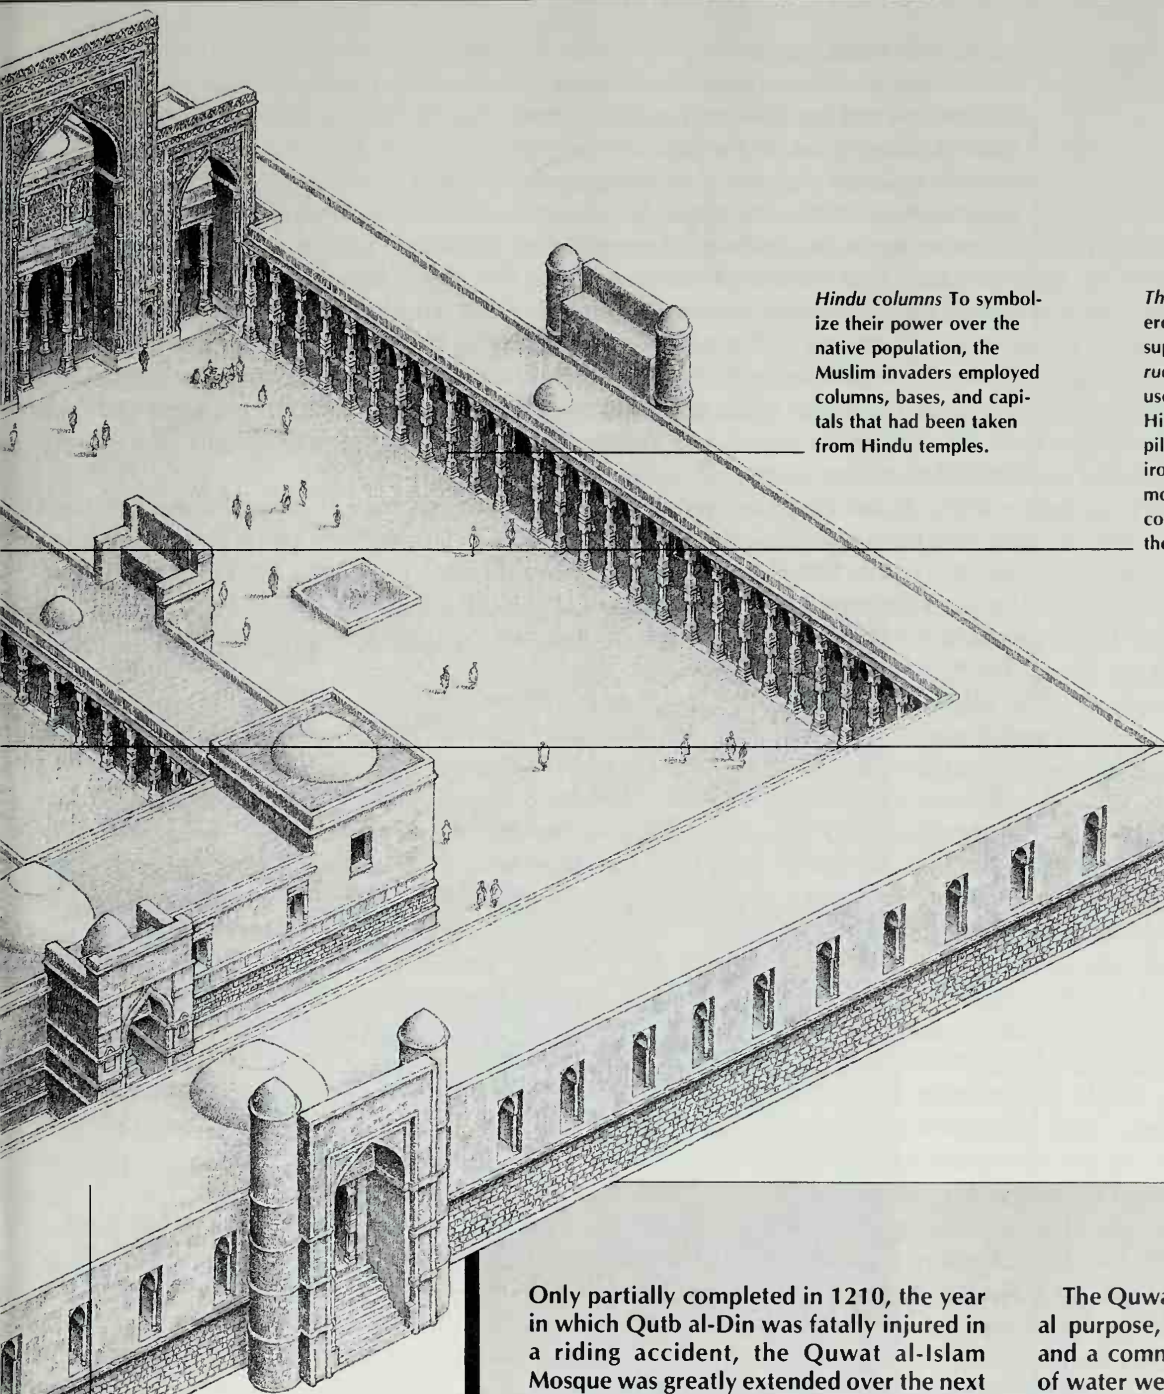 Hindu columns To symbol-
ize their power over the
native population, the
Muslim invaders employed
columns, bases, and capi-
tals that had been taken
from Hindu temples.
Only partially completed in 1210, the year
in which Qutb al-Din was fatally injured in
a riding accident, the Quwat al-Islam
Mosque was greatly extended over the next
The
al purpose,
and a
of water